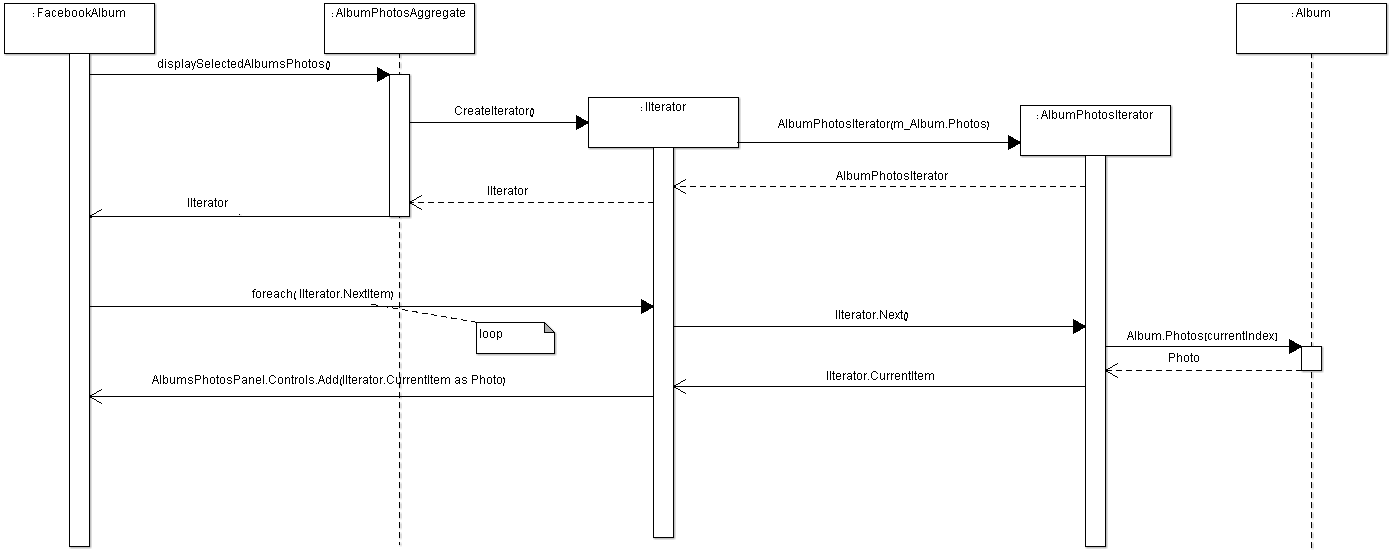 : FacebookAlbum
: AlbumPhotosAggregate
: Album
displaySelectedAlbumsPhotos()
: IIterator
: AlbumPhotosIterator
CreateIterator()
AlbumPhotosIterator(m_Album.Photos)
AlbumPhotosIterator
IIterator
IIterator
foreach( IIterator.NextItem)
IIterator.Next()
loop
Album.Photos[currentIndex]
Photo
AlbumsPhotosPanel.Controls.Add(IIterator.CurrentItem as Photo)
IIterator.CurrentItem